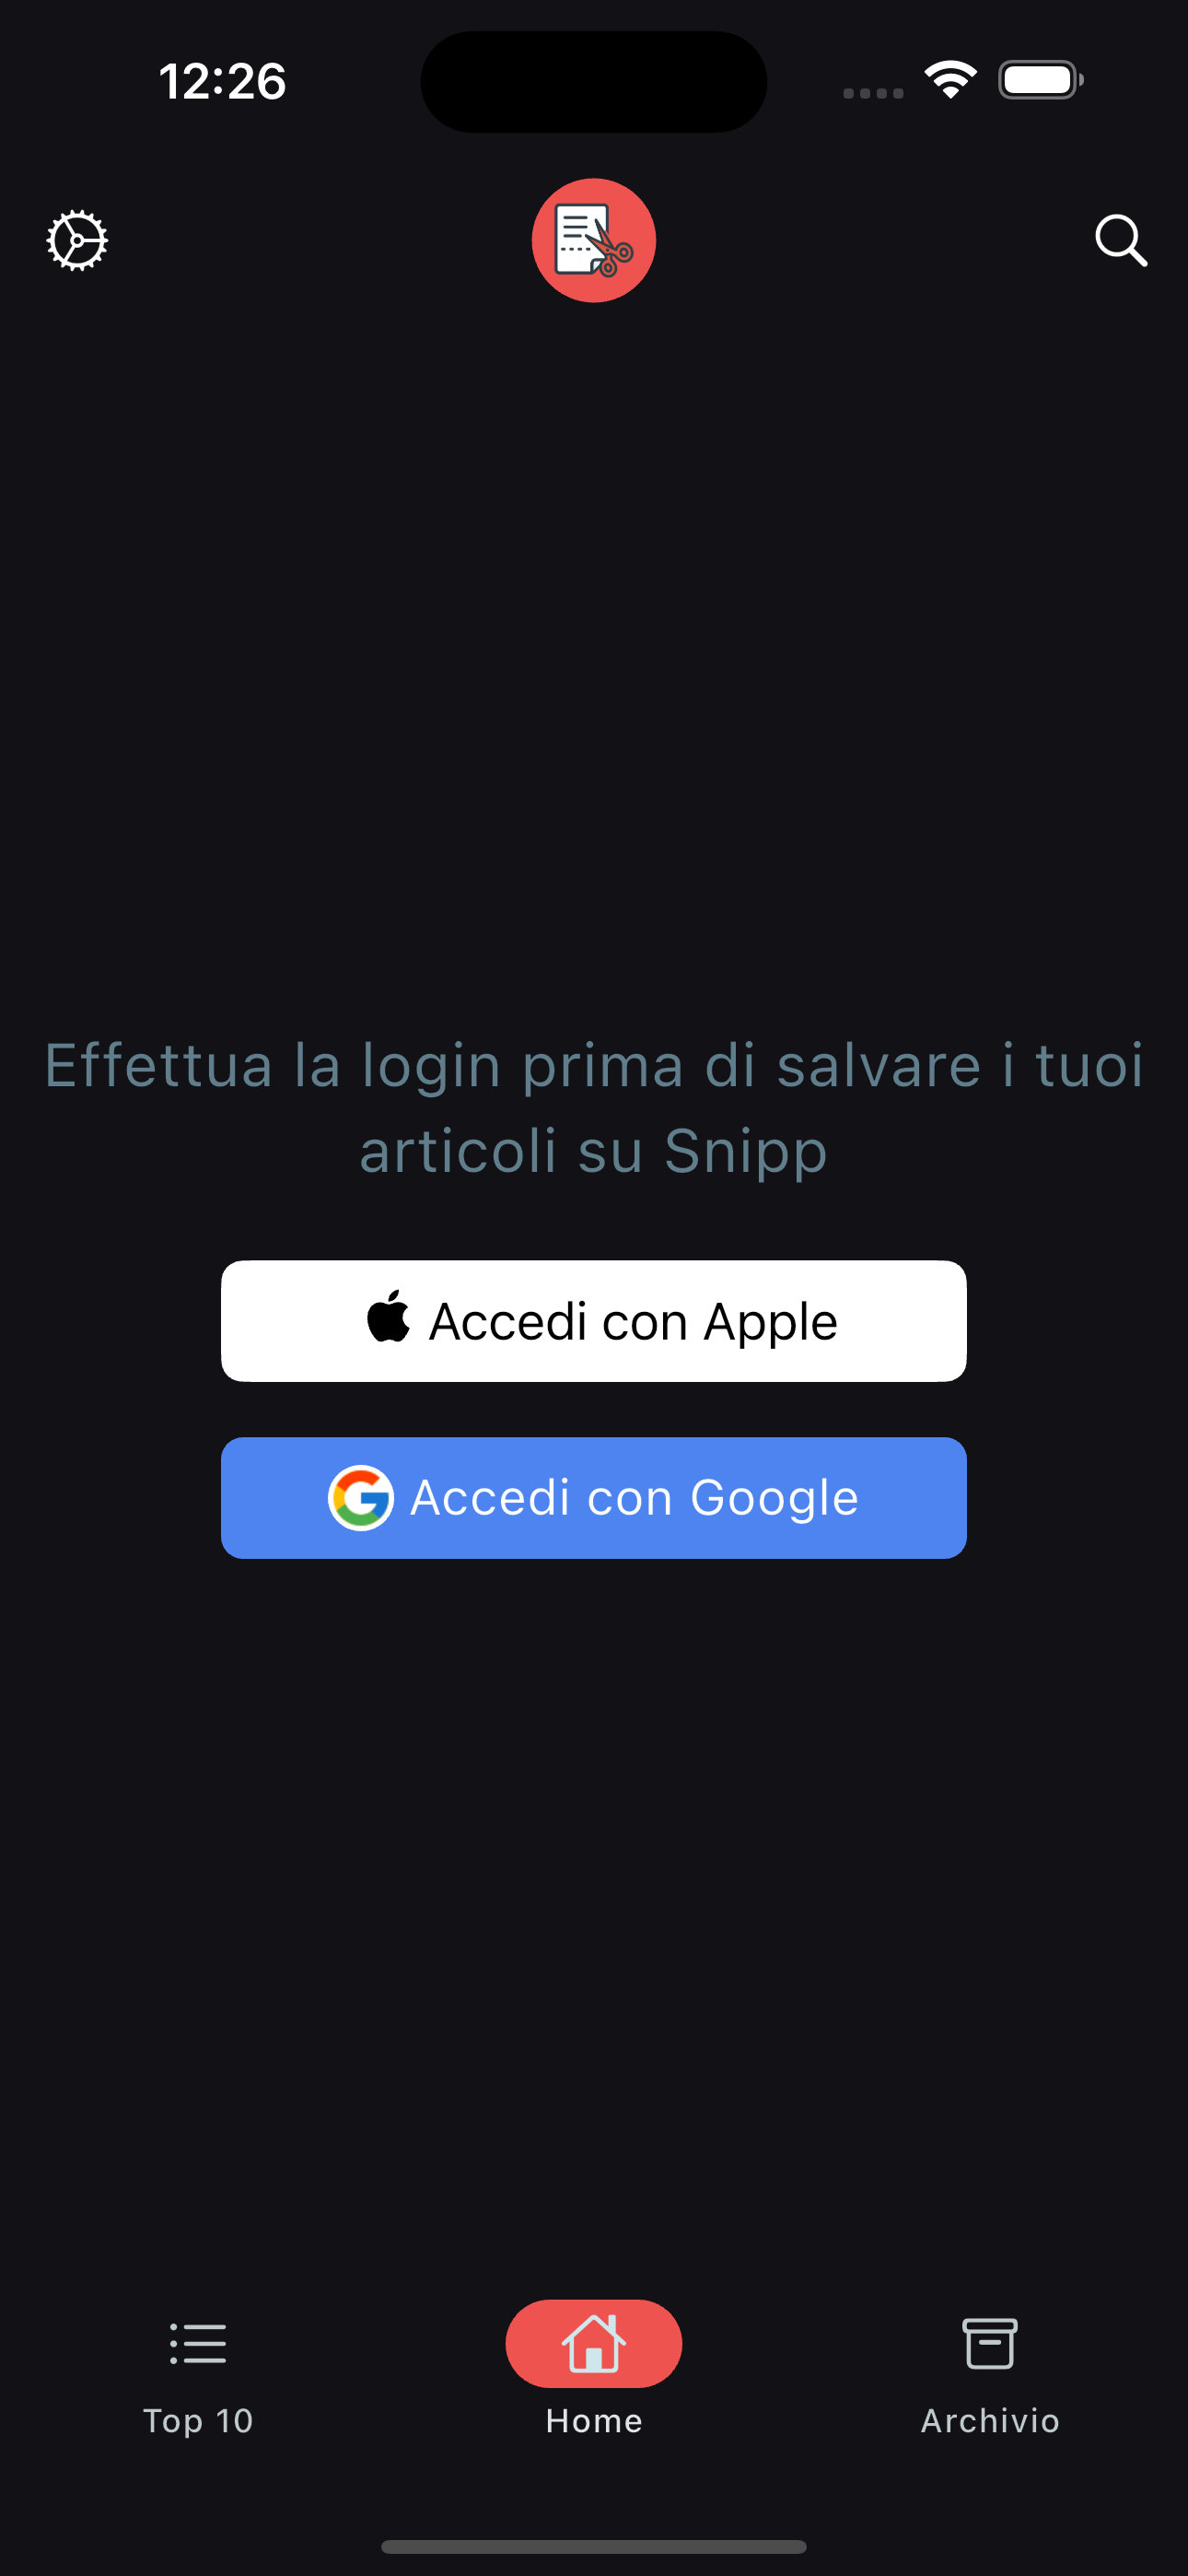 12:26
Effettua la login prima di salvare i tuoi
articoli su Snipp
Accedi con Apple
Accedi con Google
Top 10
Home
Archivio